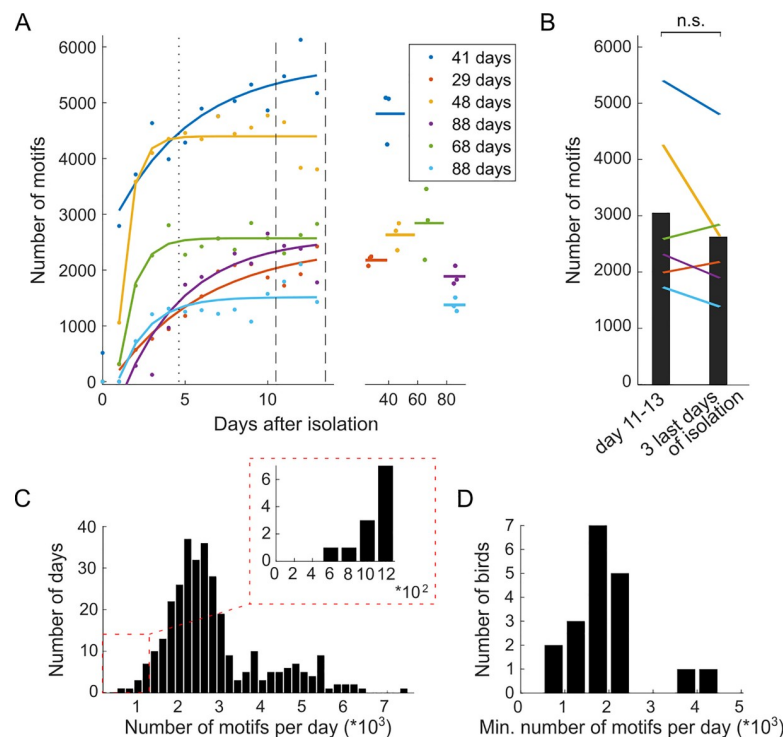 A
6000
5000
4000
3000
2000
1000
0
Number of motifs
0 5 10 40 60 80
Days after isolation
41 days
29 days
48 days
88 days
68 days
88 days
B
n.s.
6000
5000
4000
3000
2000
1000
0
Number of motifs
day 11-13
3 last days
of isolation
C
40
30
20
10
0
Number of days
1 2 3 4 5 6 7
Number of motifs per day (*10³)
6
4
2
0
0 2 4 6 8 10 12
*10²
D
7
6
5
4
3
2
1
0
Number of birds
0 1 2 3 4 5
Min. number of motifs per day (*10³)